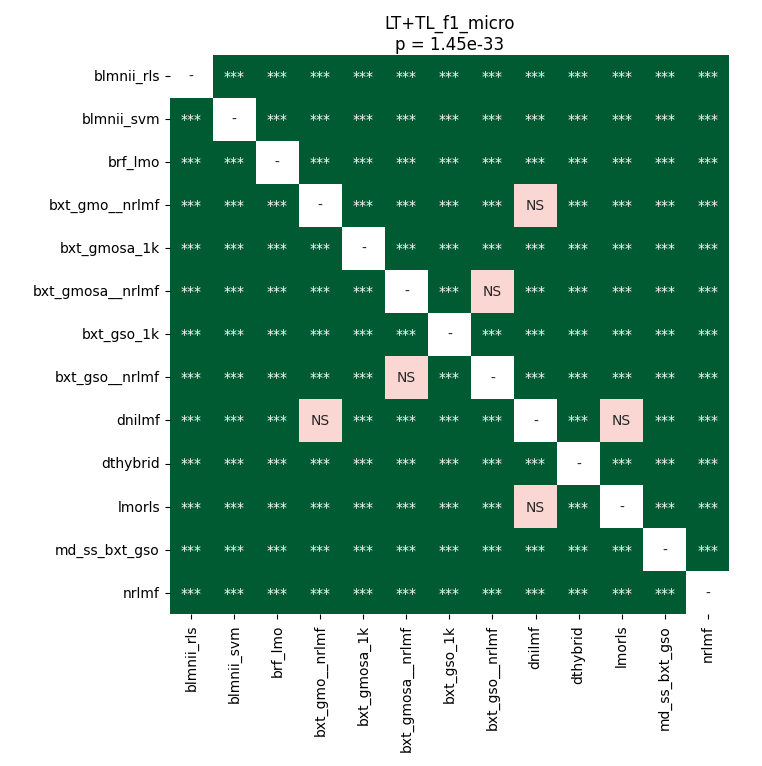 LT+TL_f1_micro
p = 1.45e-33
blmnii_rls - *** *** *** *** *** *** *** *** *** *** *** ***
blmnii_svm *** - *** *** *** *** *** *** *** *** *** *** ***
brf_lmo *** *** - *** *** *** *** *** *** *** *** *** ***
bxt_gmo__nrlmf *** *** *** - *** *** *** *** NS *** *** *** ***
bxt_gmosa_1k *** *** *** *** - *** *** *** *** *** *** *** ***
bxt_gmosa__nrlmf *** *** *** *** *** - *** NS *** *** *** *** ***
bxt_gso_1k *** *** *** *** *** *** - *** *** *** *** *** ***
bxt_gso__nrlmf *** *** *** *** *** NS *** - *** *** *** *** ***
dnilmf *** *** *** NS *** *** *** *** - *** NS *** ***
dthybrid *** *** *** *** *** *** *** *** *** - *** *** ***
lmorls *** *** *** *** *** *** *** *** NS *** - *** ***
md_ss_bxt_gso *** *** *** *** *** *** *** *** *** *** *** - ***
nrlmf *** *** *** *** *** *** *** *** *** *** *** *** -
blmnii_rls
blmnii_svm
brf_lmo
bxt_gmo__nrlmf
bxt_gmosa_1k
bxt_gmosa__nrlmf
bxt_gso_1k
bxt_gso__nrlmf
dnilmf
dthybrid
lmorls
md_ss_bxt_gso
nrlmf